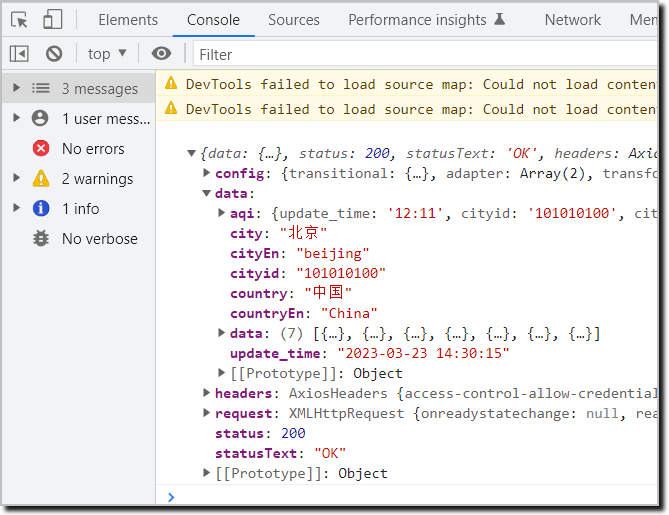 Elements Console Sources Performance insights Network Mem
top Filter
3 messages
1 user mess...
No errors
2 warnings
1 info
No verbose
DevTools failed to load source map: Could not load conten
DevTools failed to load source map: Could not load conten
{data: {…}, status: 200, statusText: 'OK', headers: Axio
config: {transitional: {…}, adapter: Array(2), transfo
data:
aqi: {update_time: '12:11', cityid: '101010100', cit
city: "北京"
cityEn: "beijing"
cityid: "101010100"
country: "中国"
countryEn: "China"
data: (7) [{…}, {…}, {…}, {…}, {…}, {…}, {…}]
update_time: "2023-03-23 14:30:15"
[[Prototype]]: Object
headers: AxiosHeaders {access-control-allow-credential
request: XMLHttpRequest {onreadystatechange: null, rea
status: 200
statusText: "OK"
[[Prototype]]: Object